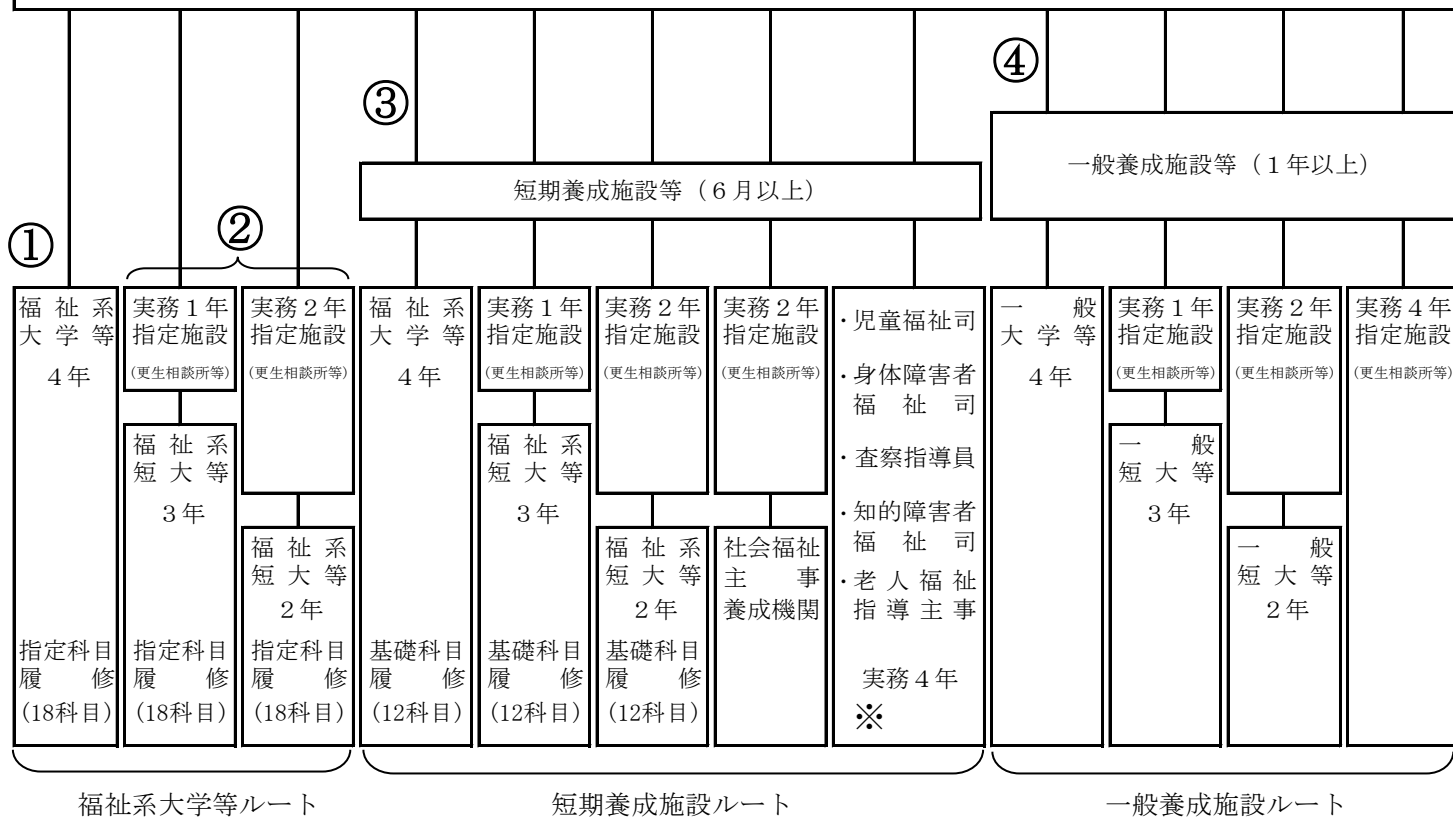 ①
②
③
④
短期養成施設等（６月以上）
一般養成施設等（１年以上）
福祉系
大学等
４年
指定科目
履修
(18科目)
実務１年
指定施設
(更生相談所等)
福祉系
短大等
３年
指定科目
履修
(18科目)
実務２年
指定施設
(更生相談所等)
福祉系
短大等
２年
指定科目
履修
(18科目)
福祉系
大学等
４年
基礎科目
履修
(12科目)
実務１年
指定施設
(更生相談所等)
福祉系
短大等
３年
基礎科目
履修
(12科目)
実務２年
指定施設
(更生相談所等)
福祉系
短大等
２年
基礎科目
履修
(12科目)
実務２年
指定施設
(更生相談所等)
社会福祉
主事
養成機関
・児童福祉司
・身体障害者
福祉司
・査察指導員
・知的障害者
福祉司
・老人福祉
指導主事
実務４年
※
一般
大学等
４年
実務１年
指定施設
(更生相談所等)
一般
短大等
３年
実務２年
指定施設
(更生相談所等)
一般
短大等
２年
実務４年
指定施設
(更生相談所等)
福祉系大学等ルート
短期養成施設ルート
一般養成施設ルート